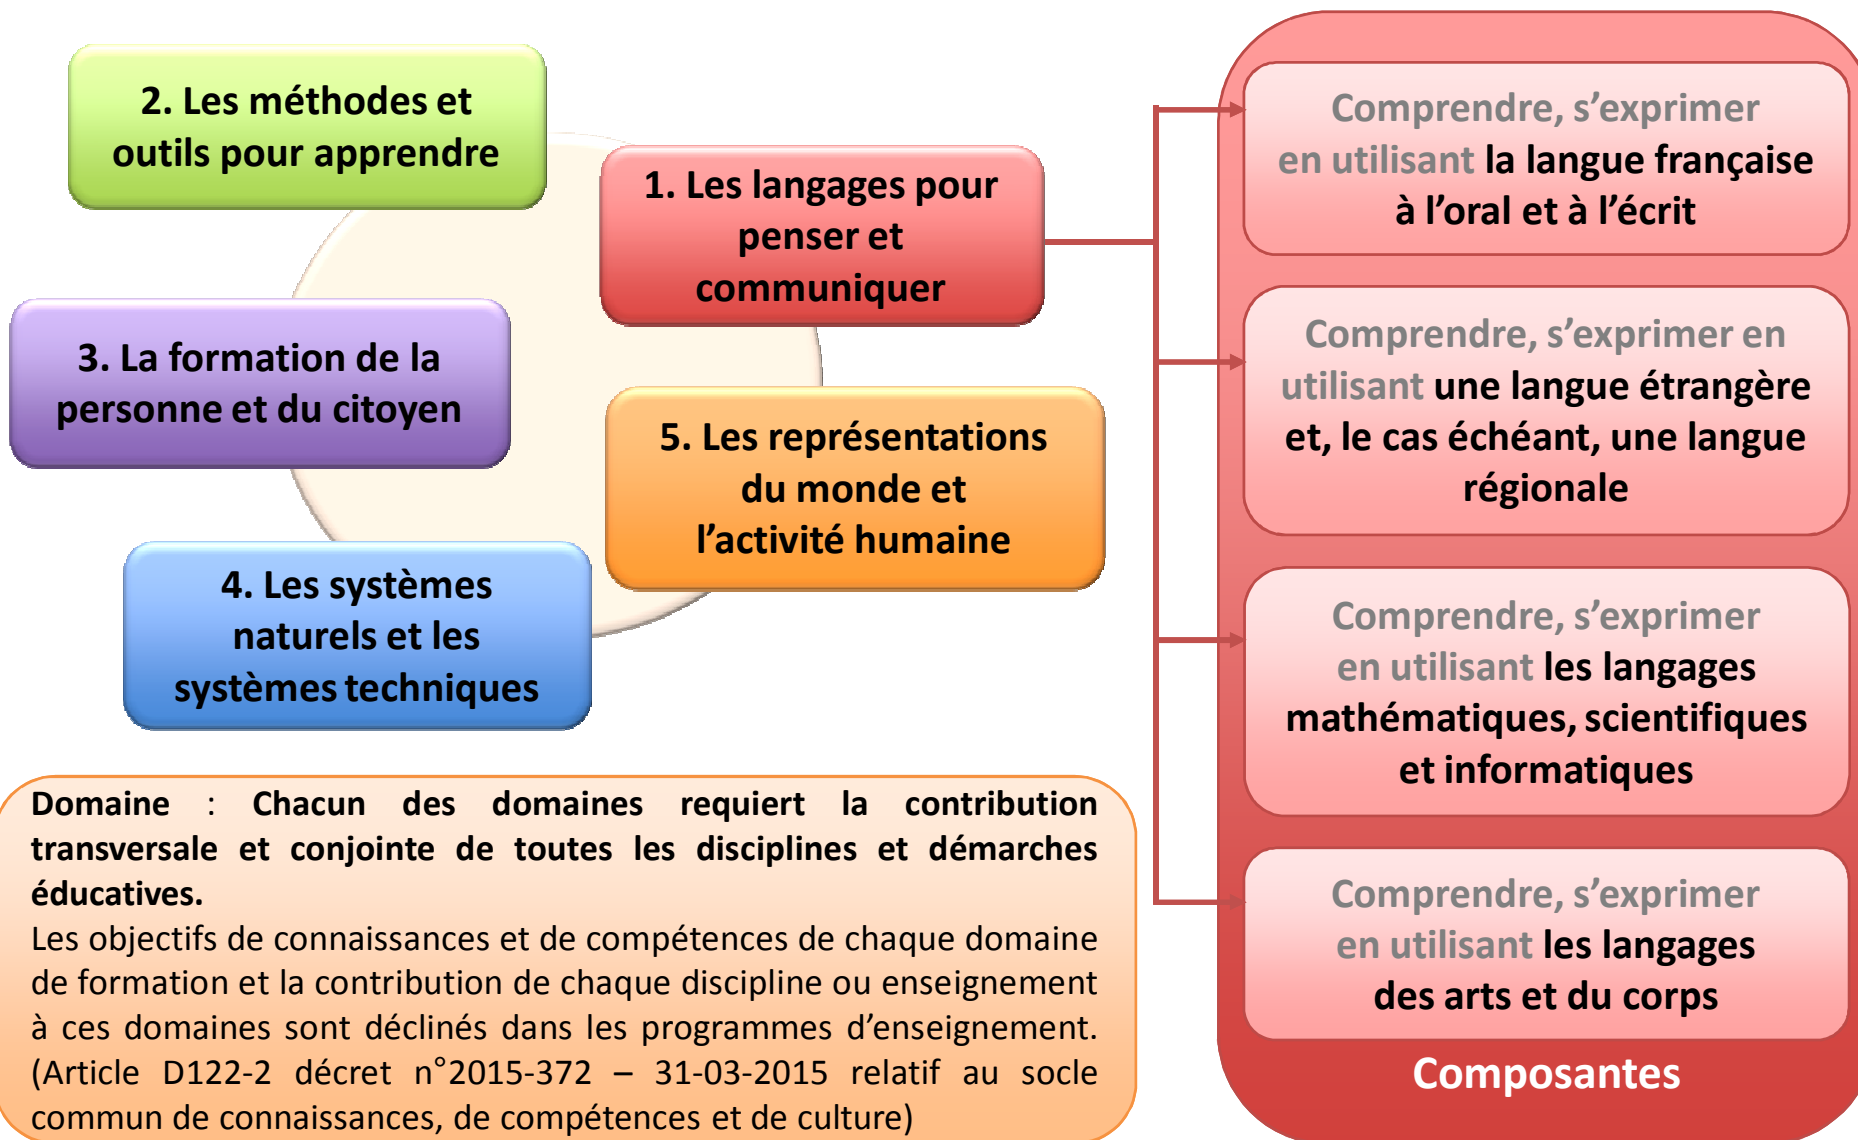 2. Les méthodes et
outils pour apprendre
1. Les langages pour
penser et
communiquer
3. La formation de la
personne et du citoyen
5. Les représentations
du monde et
l’activité humaine
4. Les systèmes
naturels et les
systèmes techniques
Domaine : Chacun des domaines requiert la contribution
transversale et conjointe de toutes les disciplines et démarches
éducatives.
Les objectifs de connaissances et de compétences de chaque domaine
de formation et la contribution de chaque discipline ou enseignement
à ces domaines sont déclinés dans les programmes d’enseignement.
(Article D122-2 décret n°2015-372 – 31-03-2015 relatif au socle
commun de connaissances, de compétences et de culture)
Comprendre, s’exprimer
en utilisant la langue française
à l’oral et à l’écrit
Comprendre, s’exprimer en
utilisant une langue étrangère
et, le cas échéant, une langue
régionale
Comprendre, s’exprimer
en utilisant les langages
mathématiques, scientifiques
et informatiques
Comprendre, s’exprimer
en utilisant les langages
des arts et du corps
Composantes